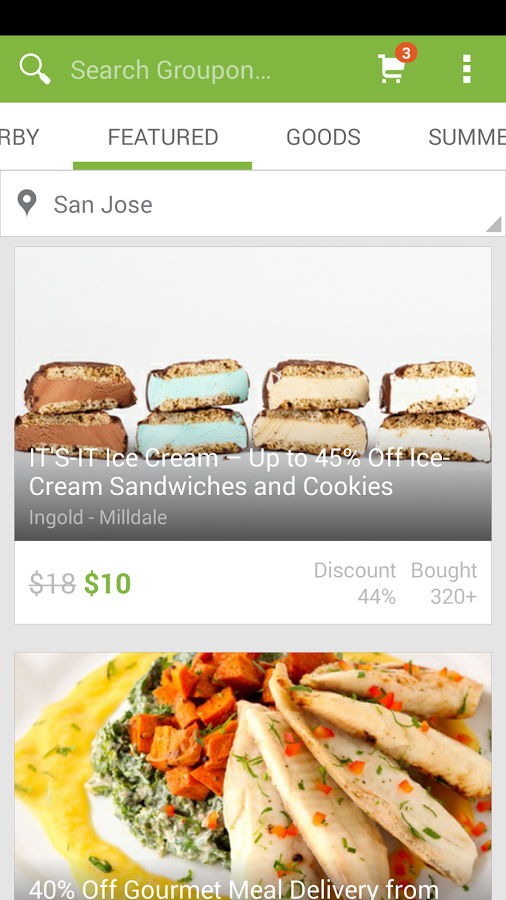 Search Groupon...
3
RBY FEATURED GOODS SUMME
San Jose
IT'S-IT Ice Cream – Up to 45% Off Ice-
Cream Sandwiches and Cookies
Ingold - Milldale
$18 $10
Discount Bought
44% 320+
40% Off Gourmet Meal Delivery from